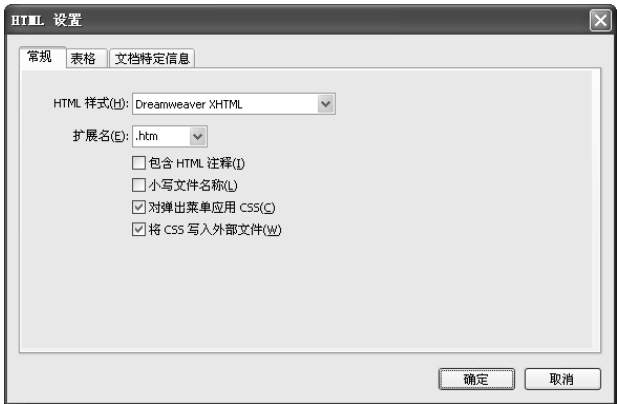 HTML 设置
常规 表格 文档特定信息
HTML 样式(H): Dreamweaver XHTML
扩展名(E): .htm
包含 HTML 注释(I)
小写文件名称(L)
对弹出菜单应用 CSS(C)
将 CSS 写入外部文件(W)
确定 取消